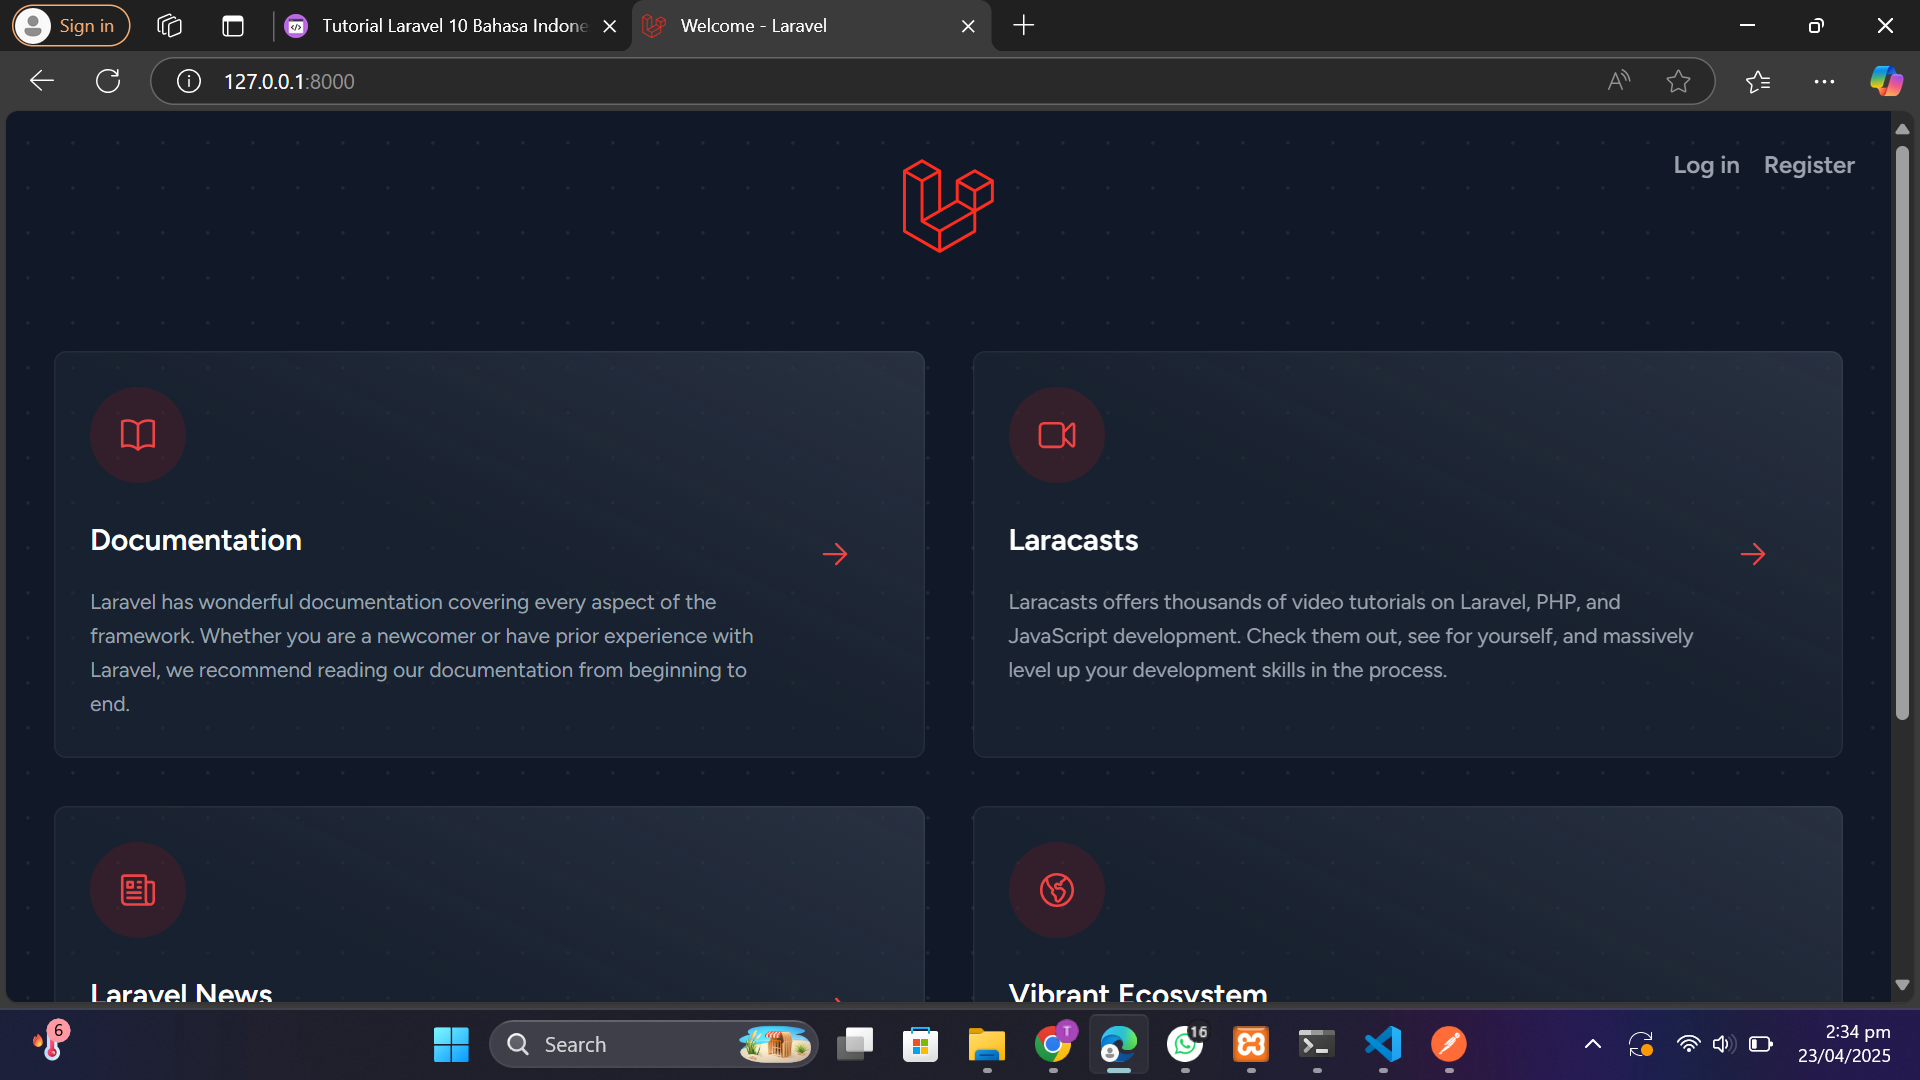 Sign in
Tutorial Laravel 10 Bahasa Indone
Welcome - Laravel
127.0.0.1:8000
Log in
Register
Documentation
Laravel has wonderful documentation covering every aspect of the
framework. Whether you are a newcomer or have prior experience with
Laravel, we recommend reading our documentation from beginning to
end.
Laracasts
Laracasts offers thousands of video tutorials on Laravel, PHP, and
JavaScript development. Check them out, see for yourself, and massively
level up your development skills in the process.
Laravel News
Vibrant Ecosystem
6
Search
T
16
2:34 pm
23/04/2025